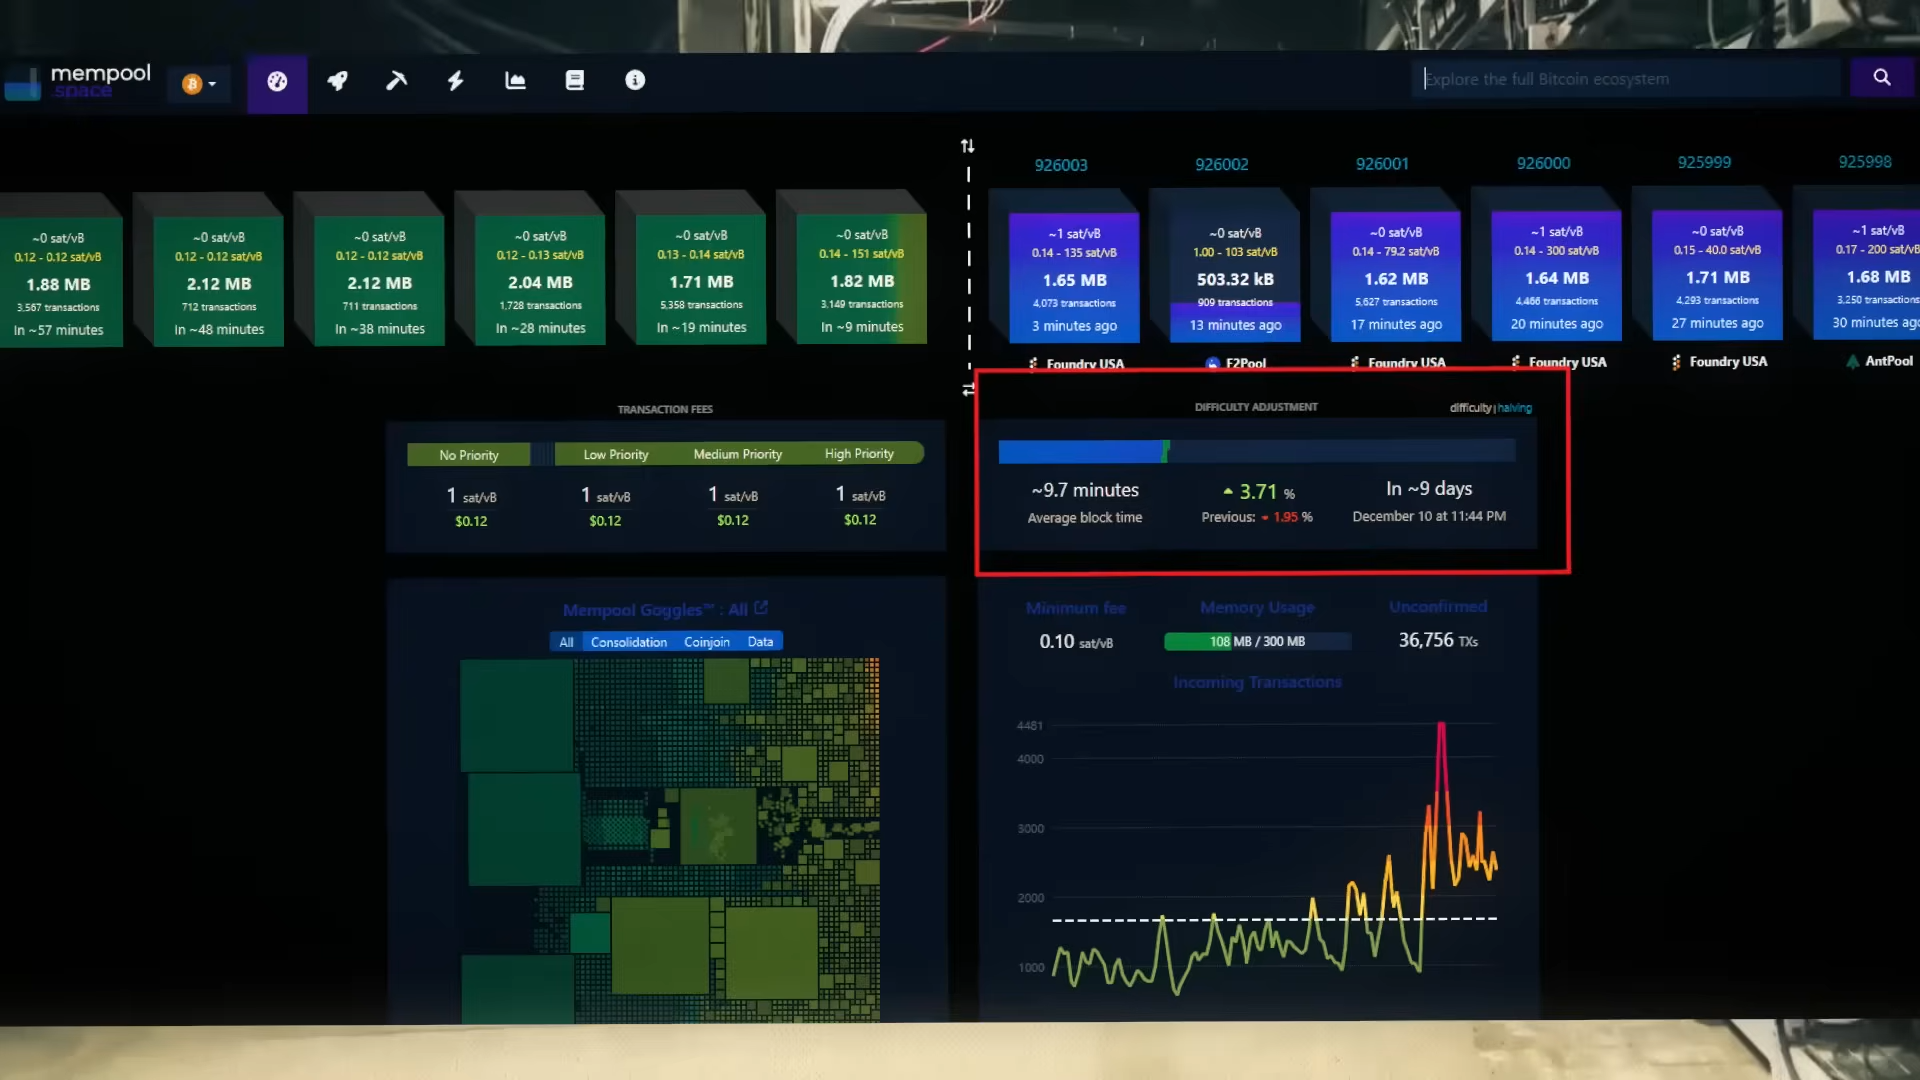 mempool
.space
Explore the full Bitcoin ecosystem
~0 sat/vB
0.12 - 0.12 sat/vB
1.88 MB
3,567 transactions
In ~57 minutes
~0 sat/vB
0.12 - 0.12 sat/vB
2.12 MB
712 transactions
In ~48 minutes
~0 sat/vB
0.12 - 0.12 sat/vB
2.12 MB
711 transactions
In ~38 minutes
~0 sat/vB
0.12 - 0.13 sat/vB
2.04 MB
1,728 transactions
In ~28 minutes
~0 sat/vB
0.13 - 0.14 sat/vB
1.71 MB
5,358 transactions
In ~19 minutes
~0 sat/vB
0.14 - 151 sat/vB
1.82 MB
3,149 transactions
In ~9 minutes
926003
~1 sat/vB
0.14 - 135 sat/vB
1.65 MB
4,073 transactions
3 minutes ago
Foundry USA
926002
~0 sat/vB
1.00 - 103 sat/vB
503.32 kB
909 transactions
13 minutes ago
F2Pool
926001
~0 sat/vB
0.14 - 79.2 sat/vB
1.62 MB
5,627 transactions
17 minutes ago
Foundry USA
926000
~1 sat/vB
0.14 - 300 sat/vB
1.64 MB
4,466 transactions
20 minutes ago
Foundry USA
925999
~0 sat/vB
0.15 - 40.0 sat/vB
1.71 MB
4,293 transactions
27 minutes ago
Foundry USA
925998
~1 sat/vB
0.17 - 200 sat/vB
1.68 MB
3,250 transactions
30 minutes ago
AntPool
TRANSACTION FEES
No Priority Low Priority Medium Priority High Priority
1 sat/vB 1 sat/vB 1 sat/vB 1 sat/vB
$0.12 $0.12 $0.12 $0.12
DIFFICULTY ADJUSTMENT
difficulty | halving
~9.7 minutes 3.71 % In ~9 days
Average block time Previous: 1.95 % December 10 at 11:44 PM
Mempool Goggles™ : All
All Consolidation Coinjoin Data
Minimum fee Memory Usage Unconfirmed
0.10 sat/vB 108 MB / 300 MB 36,756 TXs
Incoming Transactions
4481
4000
3000
2000
1000